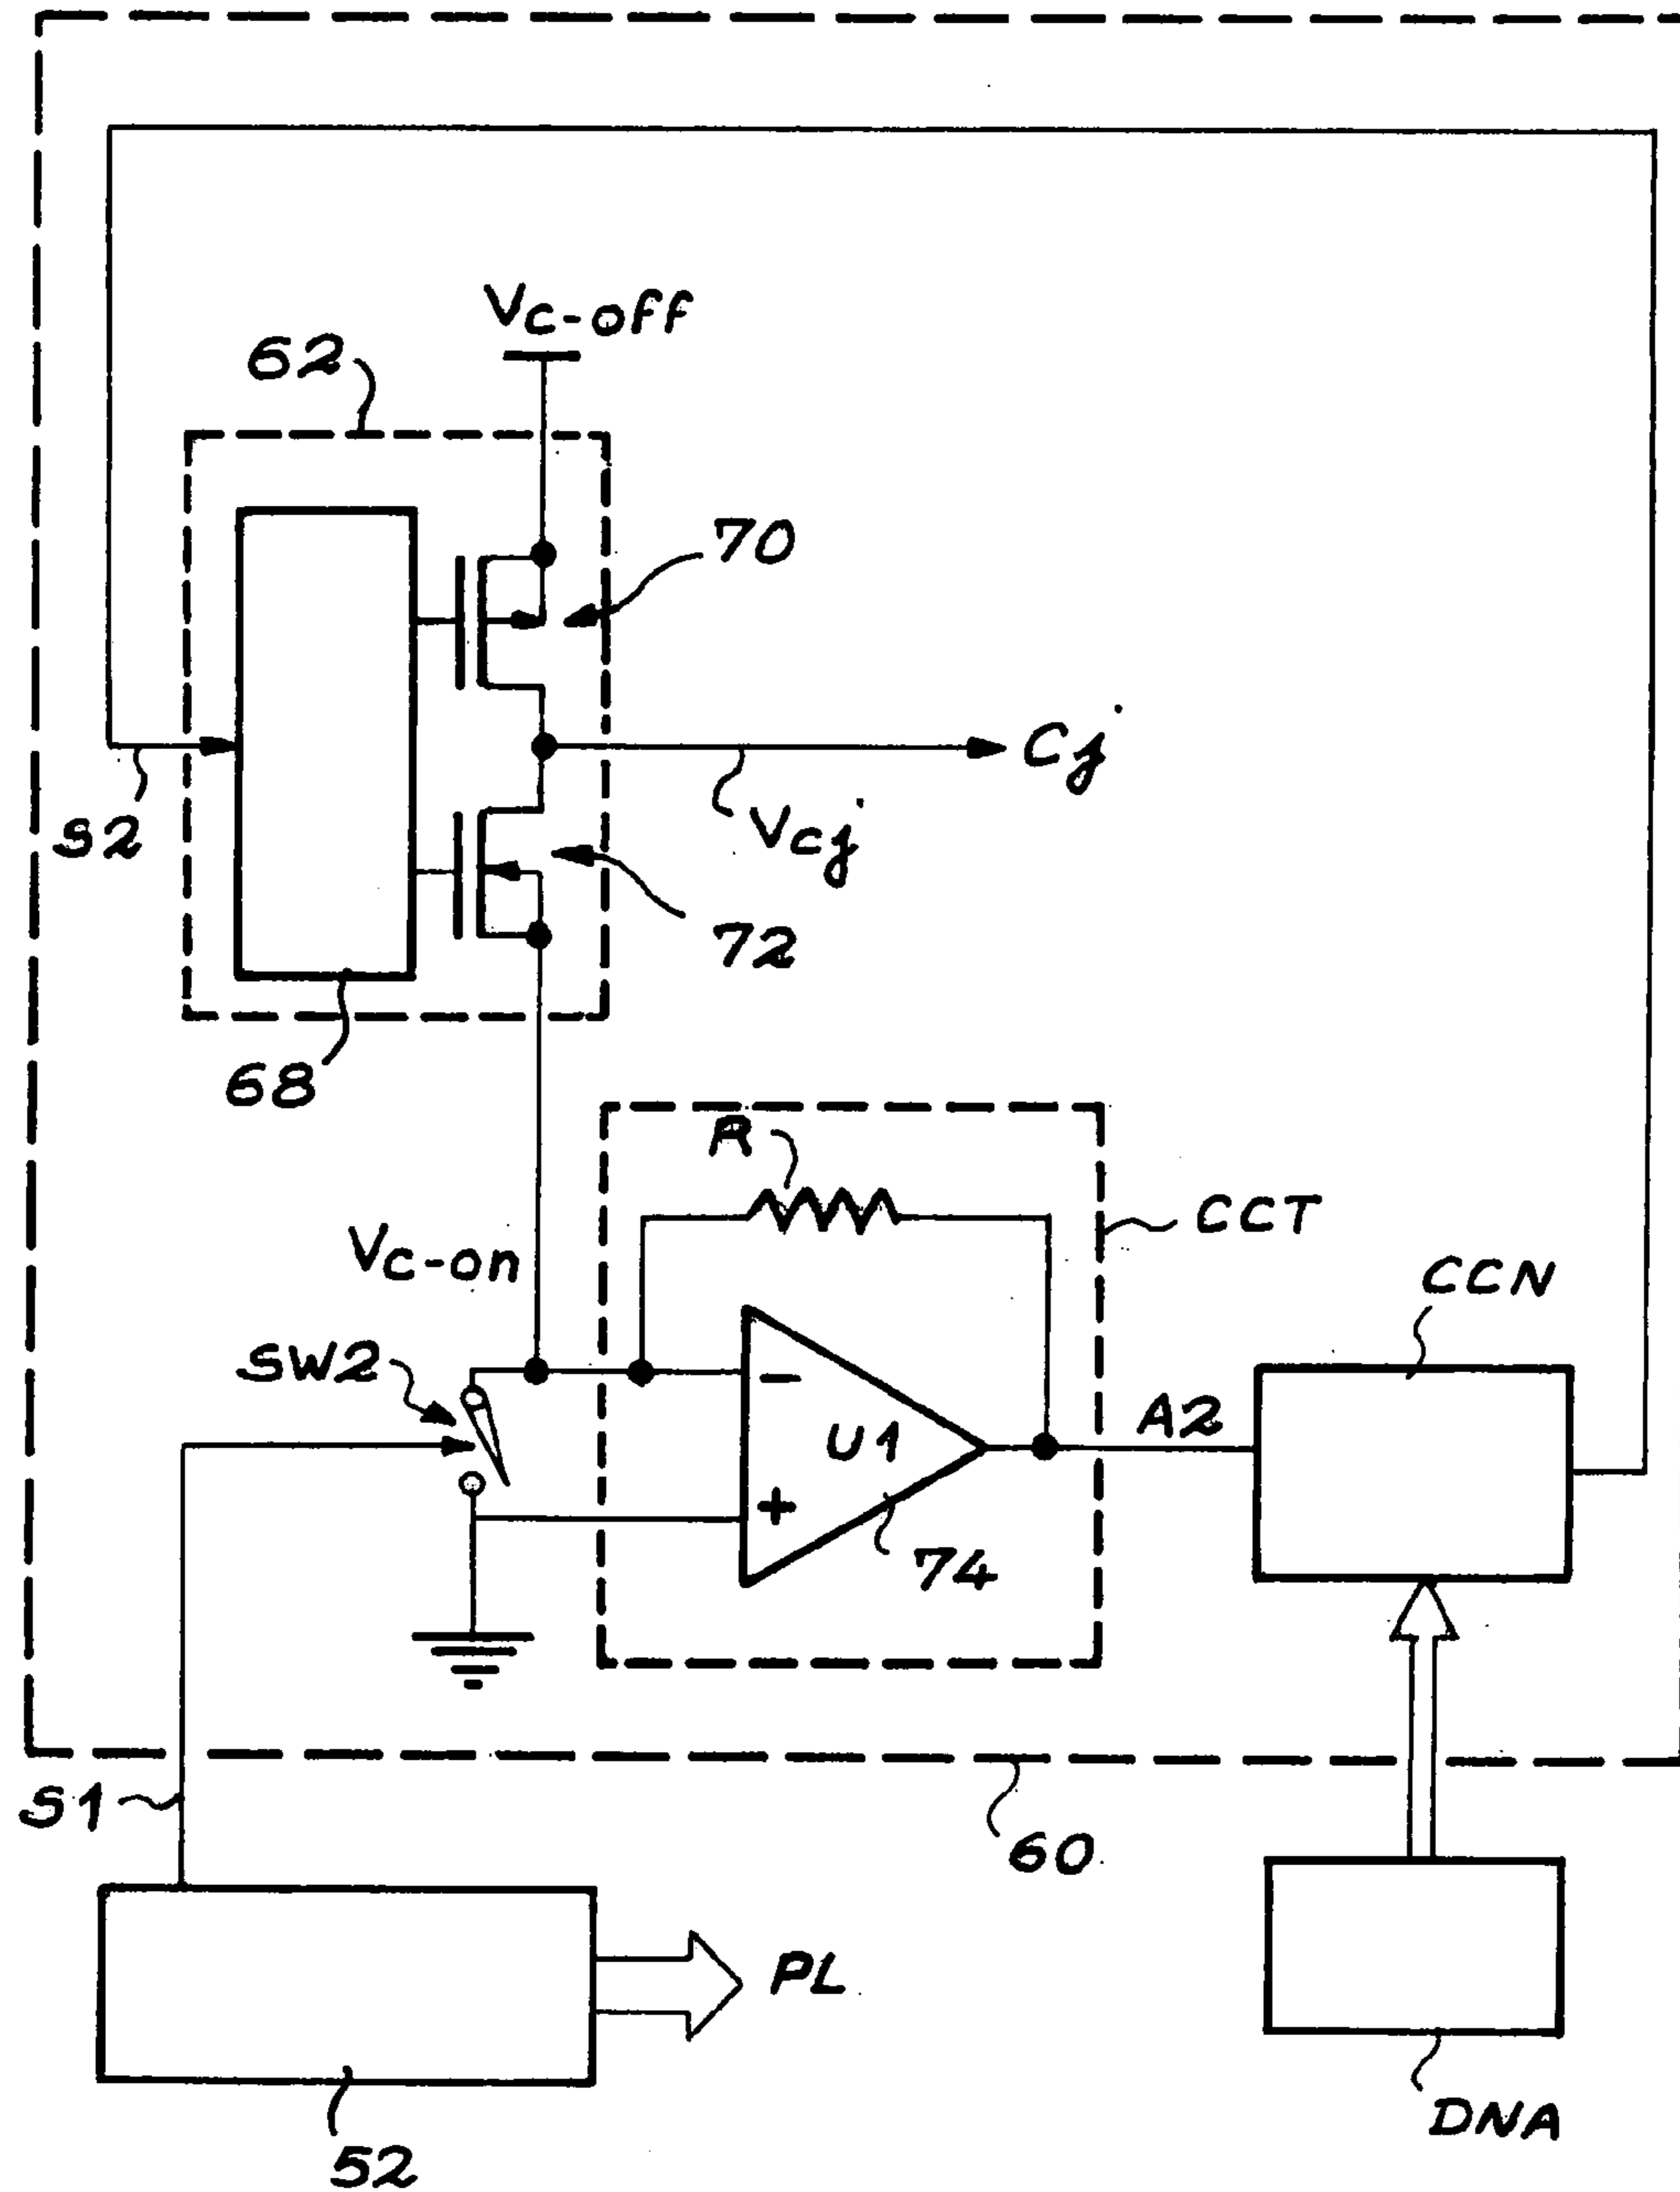 Vc-off
62
70
Cj
S2
Vcj
72
68
R
CCT
Vc-on
CCN
SW2
A2
-
U1
+
74
S1
60
PL
DNA
52